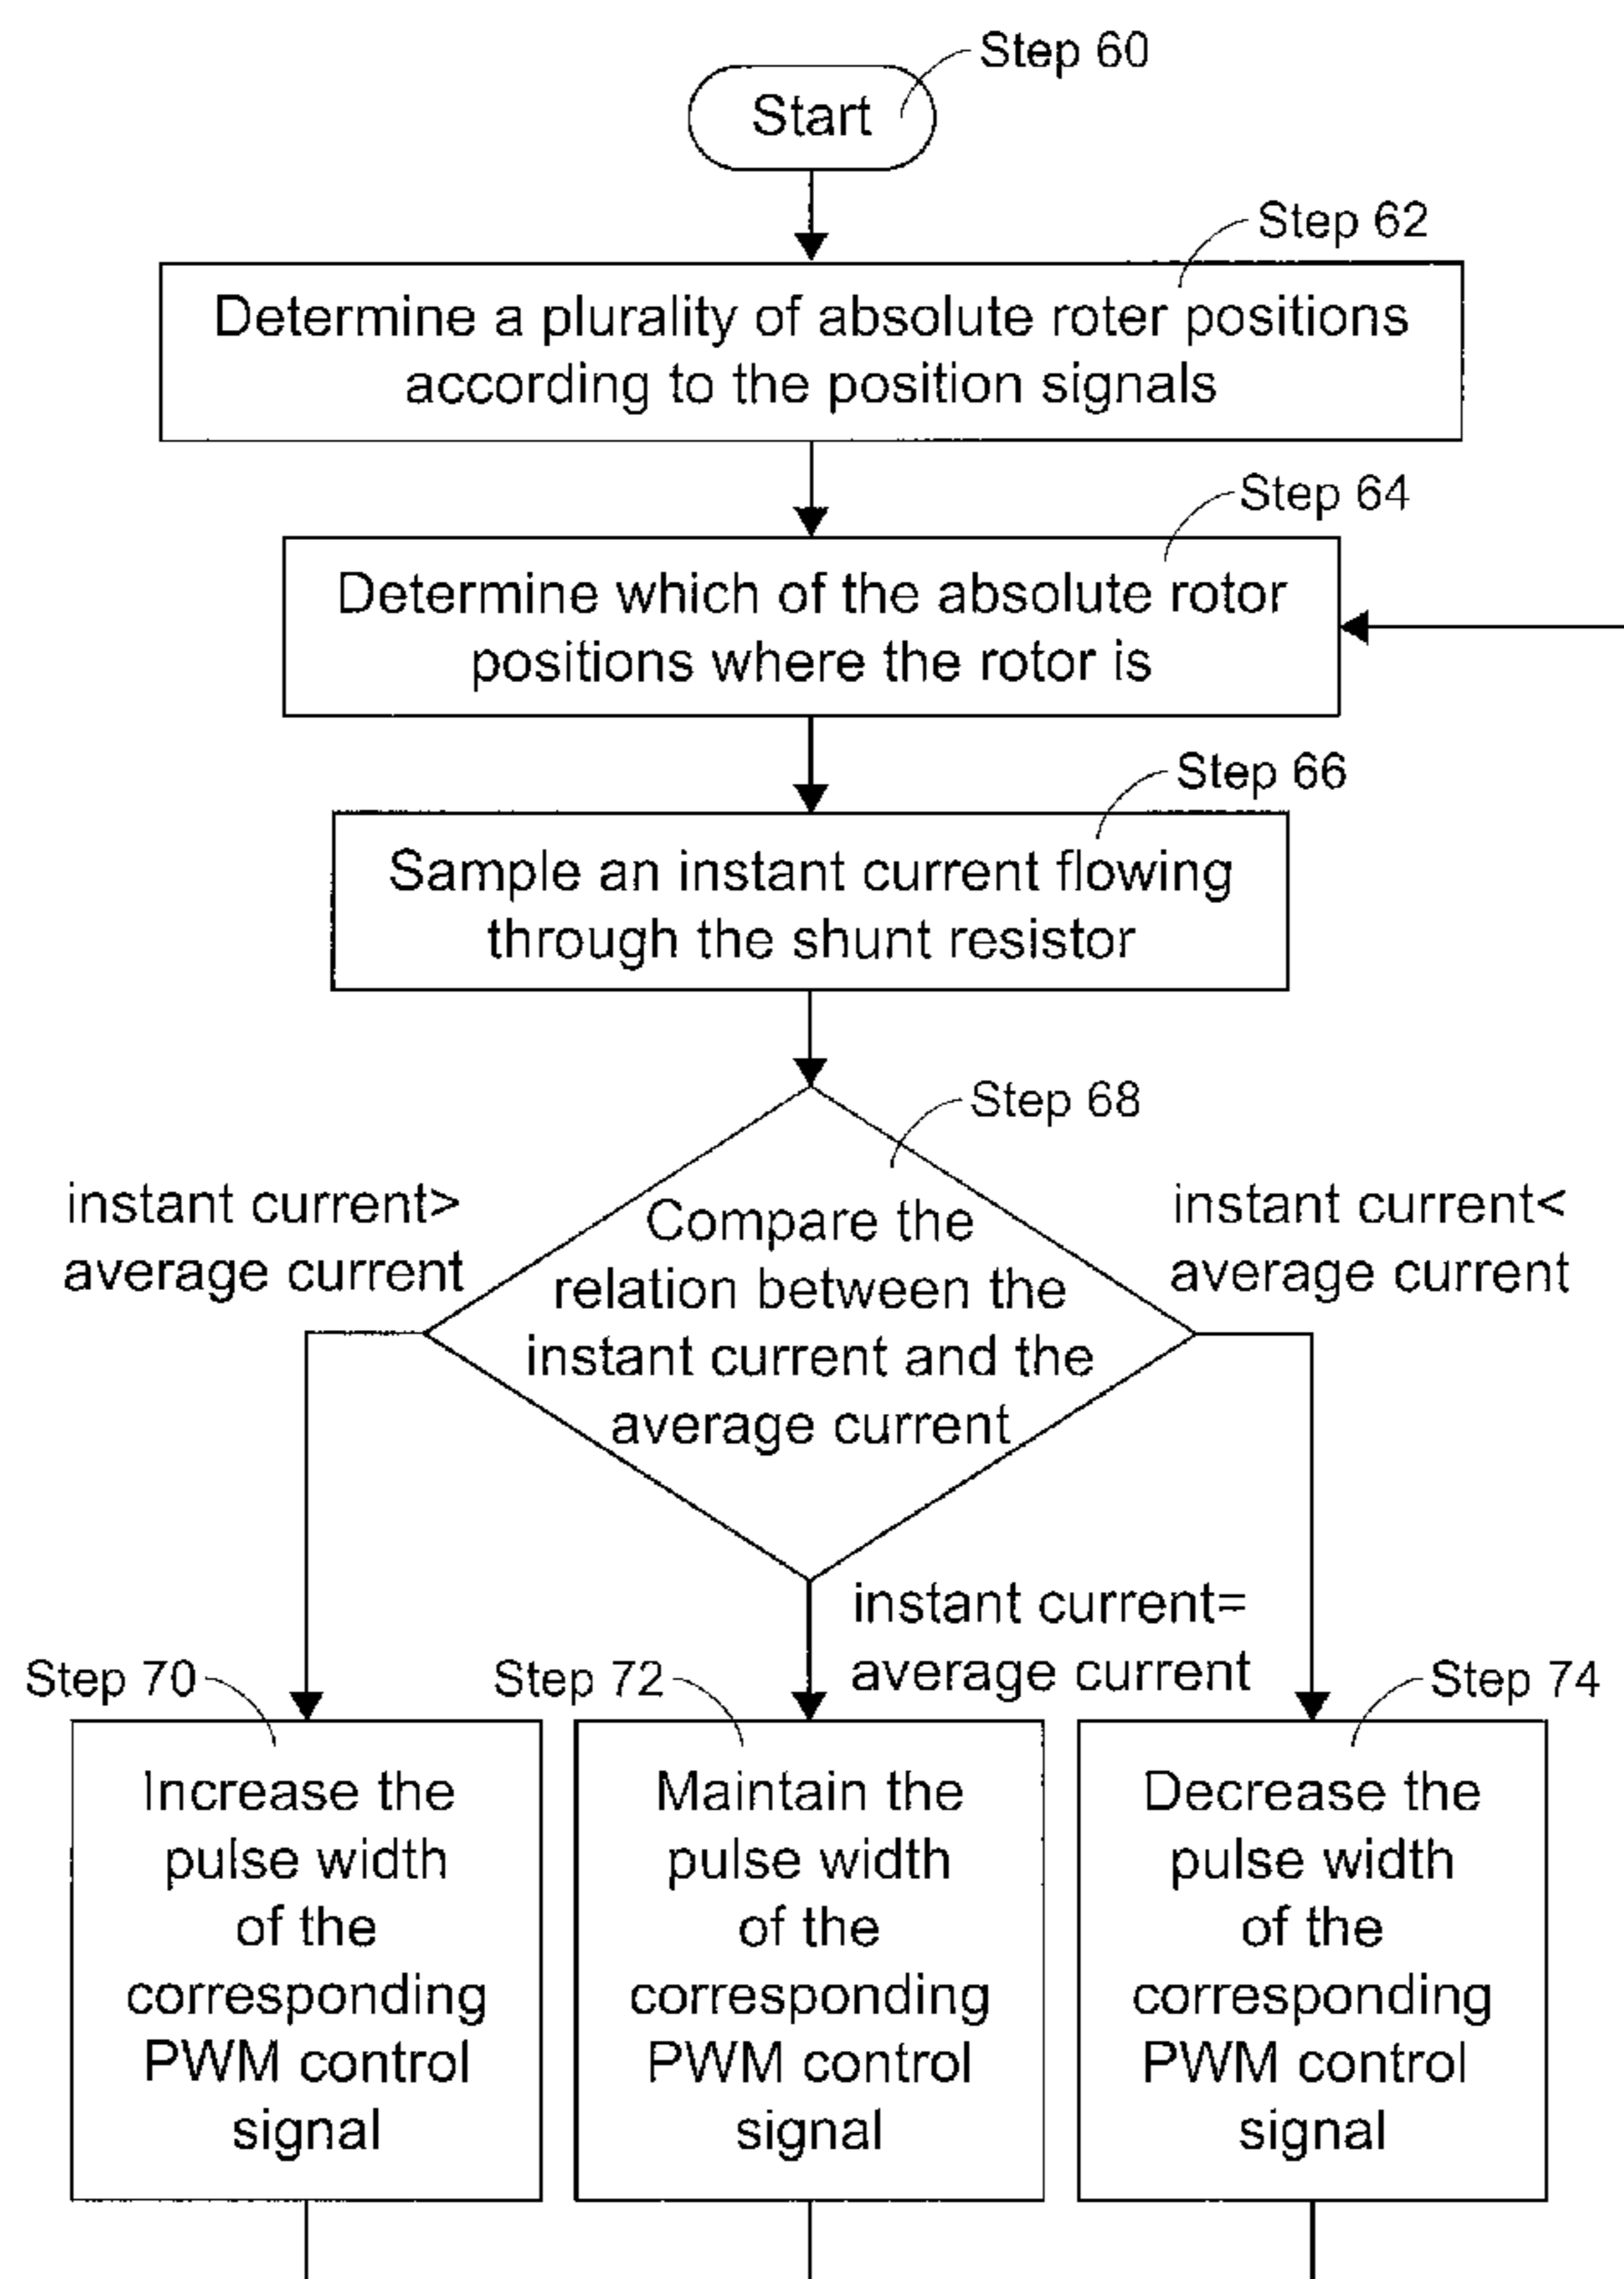 Step 60
Start
Step 62
Determine a plurality of absolute roter positions
according to the position signals
Step 64
Determine which of the absolute rotor
positions where the rotor is
Step 66
Sample an instant current flowing
through the shunt resistor
Step 68
instant current>
average current
Compare the
relation between the
instant current and the
average current
instant current<
average current
instant current=
average current
Step 70
Increase the
pulse width
of the
corresponding
PWM control
signal
Step 72
Maintain the
pulse width
of the
corresponding
PWM control
signal
Step 74
Decrease the
pulse width
of the
corresponding
PWM control
signal